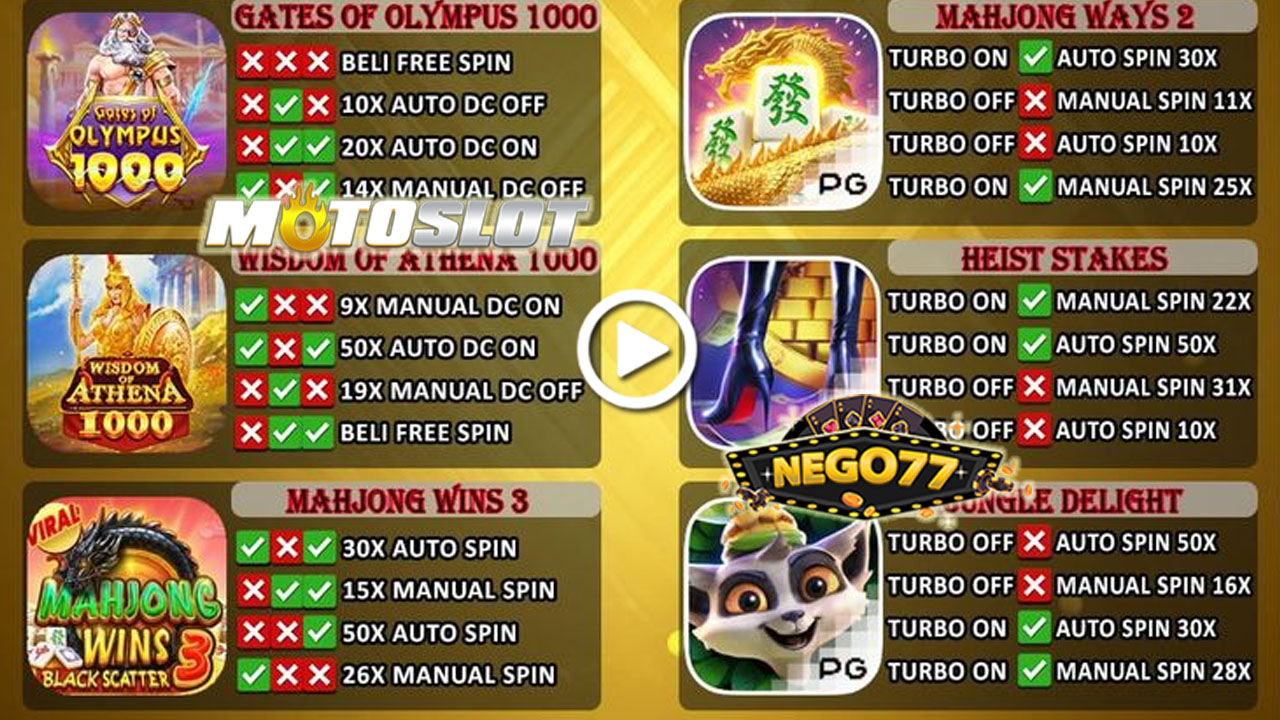 GATES OF OLYMPUS 1000
Gates of
OLYMPUS
1000
BELI FREE SPIN
10X AUTO DC OFF
20X AUTO DC ON
14X MANUAL DC OFF
MOTOSLOT
WISDOM OF ATHENA 1000
WISDOM
OF
ATHENA
1000
9X MANUAL DC ON
50X AUTO DC ON
19X MANUAL DC OFF
BELI FREE SPIN
MAHJONG WINS 3
VIRAL
MAHJONG
WINS 3
BLACK SCATTER
30X AUTO SPIN
15X MANUAL SPIN
50X AUTO SPIN
26X MANUAL SPIN
MAHJONG WAYS 2
發
發
PG
TURBO ON AUTO SPIN 30X
TURBO OFF MANUAL SPIN 11X
TURBO OFF AUTO SPIN 10X
TURBO ON MANUAL SPIN 25X
HEIST STAKES
TURBO ON MANUAL SPIN 22X
TURBO ON AUTO SPIN 50X
TURBO OFF MANUAL SPIN 31X
OFF AUTO SPIN 10X
NEGO77
JUNGLE DELIGHT
PG
TURBO OFF AUTO SPIN 50X
TURBO OFF MANUAL SPIN 16X
TURBO ON AUTO SPIN 30X
TURBO ON MANUAL SPIN 28X